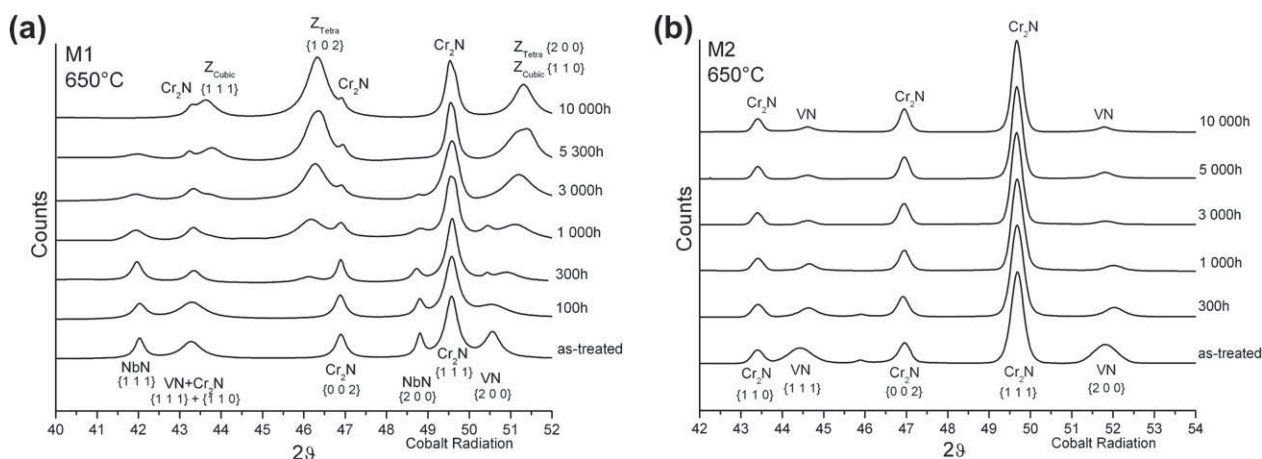 (a)
M1
650°C
Cr₂N
Z_Cubic
{1 1 1}
Z_Tetra
{1 0 2}
Cr₂N
Cr₂N
Z_Tetra {2 0 0}
Z_Cubic {1 1 0}
10 000h
5 300h
3 000h
1 000h
300h
100h
as-treated
NbN
{1 1 1}
VN+Cr₂N
{1 1 1} + {1 1 0}
Cr₂N
{0 0 2}
NbN
{2 0 0}
Cr₂N
{1 1 1}
VN
{2 0 0}
Counts
40 41 42 43 44 45 46 47 48 49 50 51 52
2ϑ
Cobalt Radiation
(b)
M2
650°C
Cr₂N
VN
Cr₂N
Cr₂N
VN
10 000h
5 000h
3 000h
1 000h
300h
as-treated
Cr₂N
{1 1 0}
VN
{1 1 1}
Cr₂N
{0 0 2}
Cr₂N
{1 1 1}
VN
{2 0 0}
Counts
42 43 44 45 46 47 48 49 50 51 52 53 54
2ϑ
Cobalt Radiation